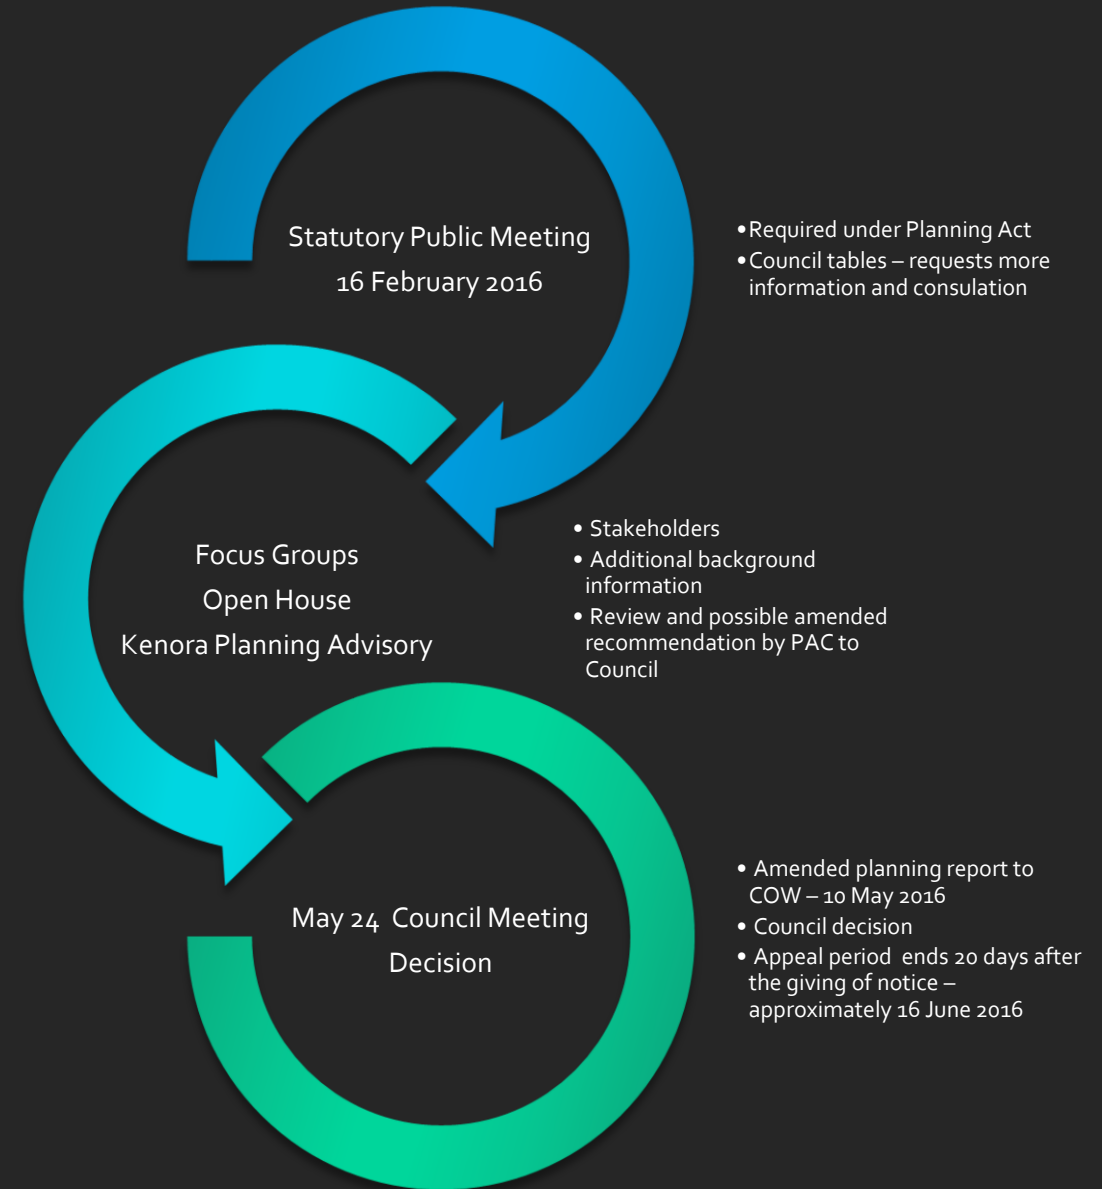 Statutory Public Meeting
16 February 2016
•Required under Planning Act
•Council tables – requests more
information and consulation
Focus Groups
Open House
Kenora Planning Advisory
• Stakeholders
• Additional background
information
• Review and possible amended
recommendation by PAC to
Council
May 24  Council Meeting
Decision
• Amended planning report to
COW – 10 May 2016
• Council decision
• Appeal period  ends 20 days after
the giving of notice –
approximately 16 June 2016